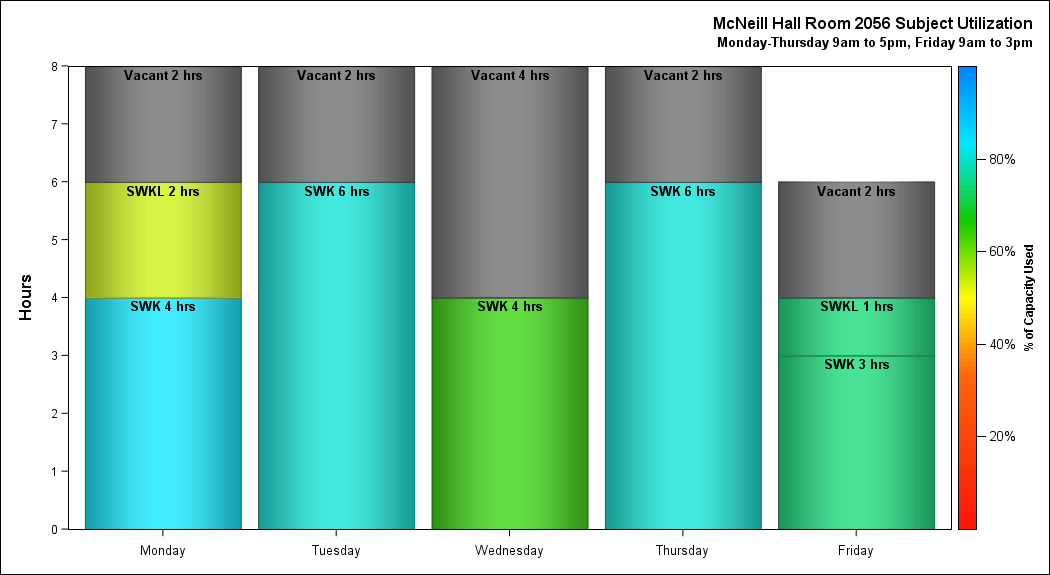 McNeill Hall Room 2056 Subject Utilization
Monday-Thursday 9am to 5pm, Friday 9am to 3pm
Hours
8
7
6
5
4
3
2
1
0
Vacant 2 hrs
SWKL 2 hrs
SWK 4 hrs
Vacant 2 hrs
SWK 6 hrs
Vacant 4 hrs
SWK 4 hrs
Vacant 2 hrs
SWK 6 hrs
Vacant 2 hrs
SWKL 1 hrs
SWK 3 hrs
Monday
Tuesday
Wednesday
Thursday
Friday
80%
60%
40%
20%
% of Capacity Used